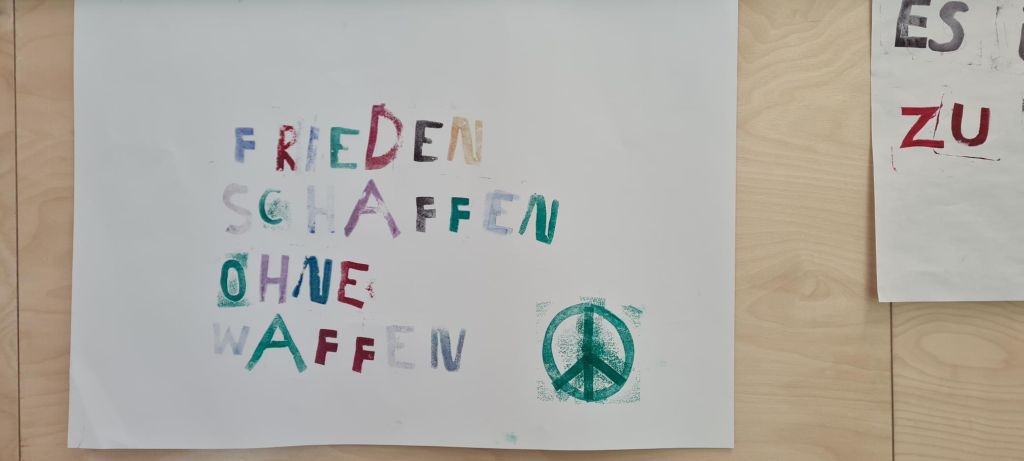 FRIEDEN
SCHAFFEN
OHNE
WAFFEN
ES
ZU